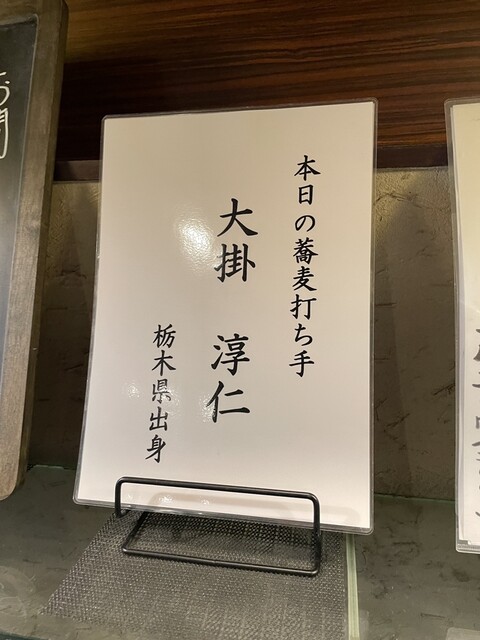 本日の蕎麦打ち手
大掛 淳仁
栃木県出身